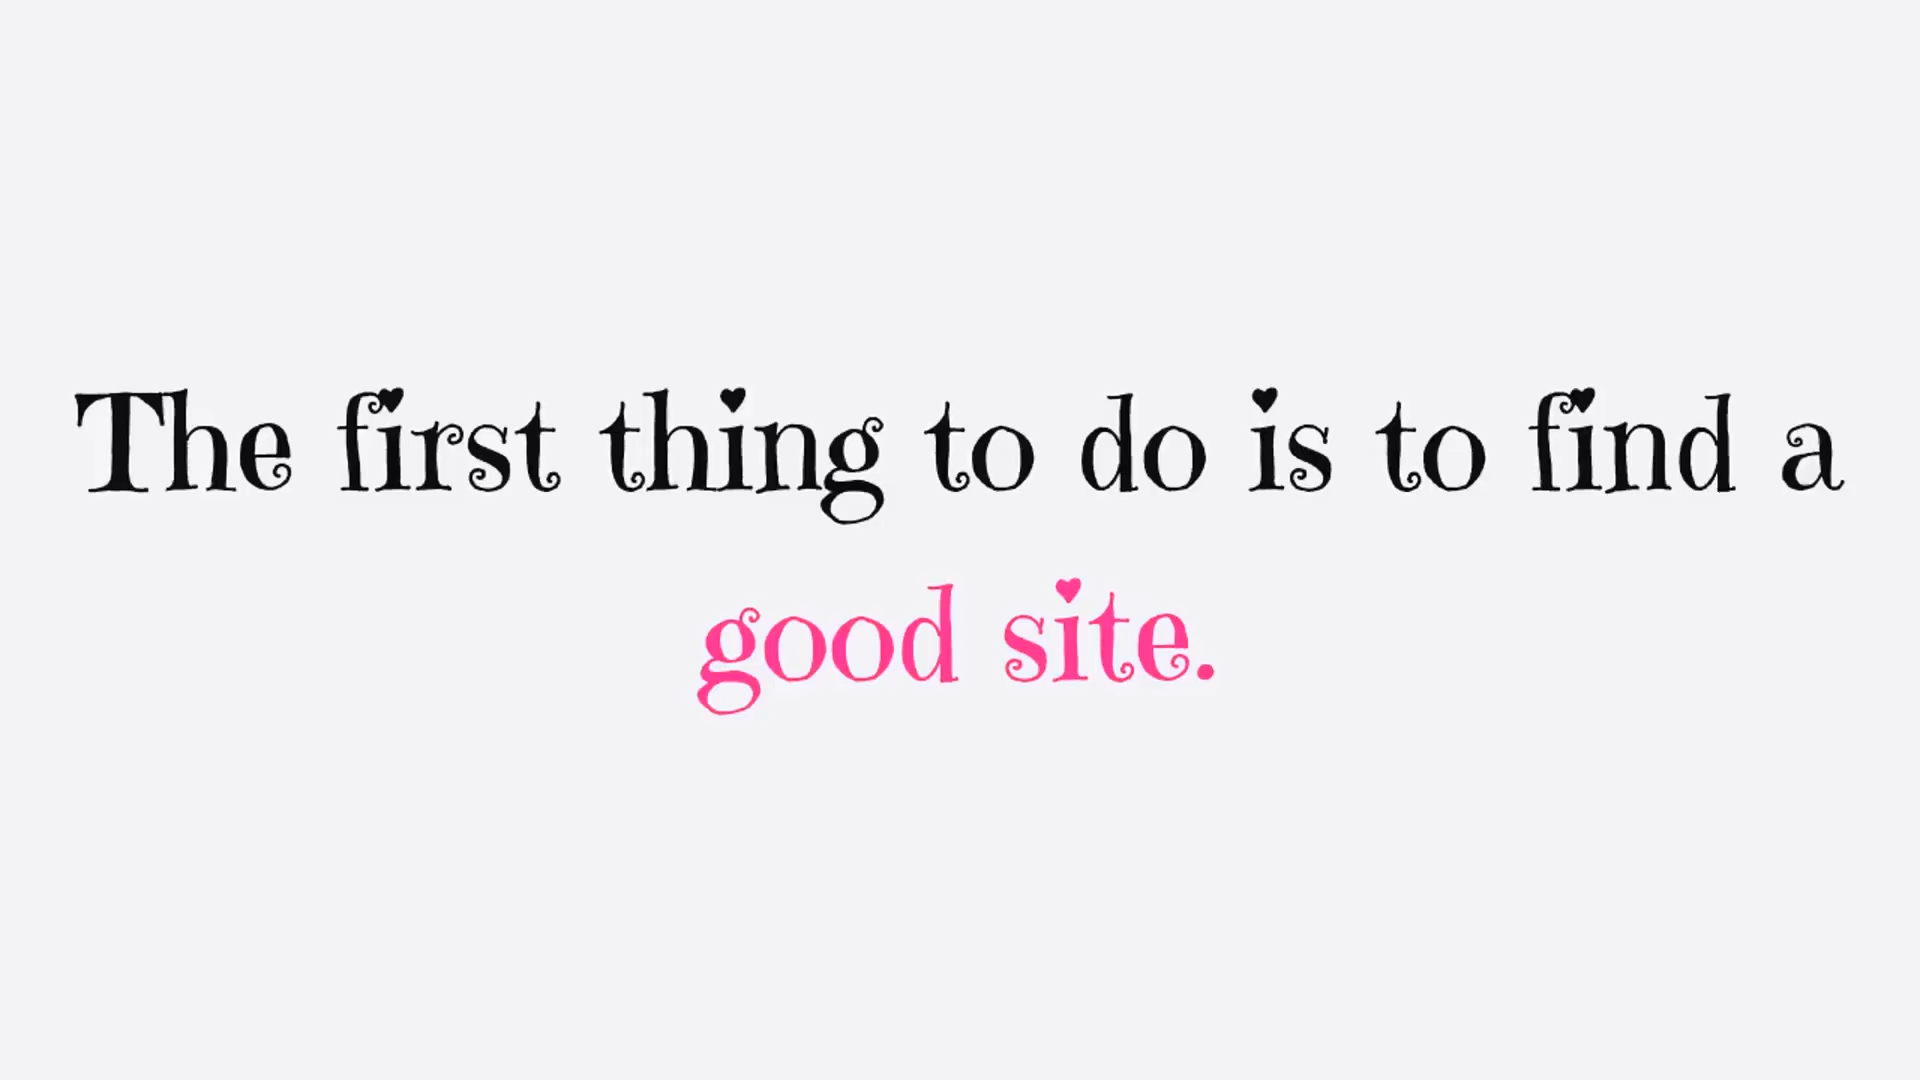 The first thing to do is to find a
good site.